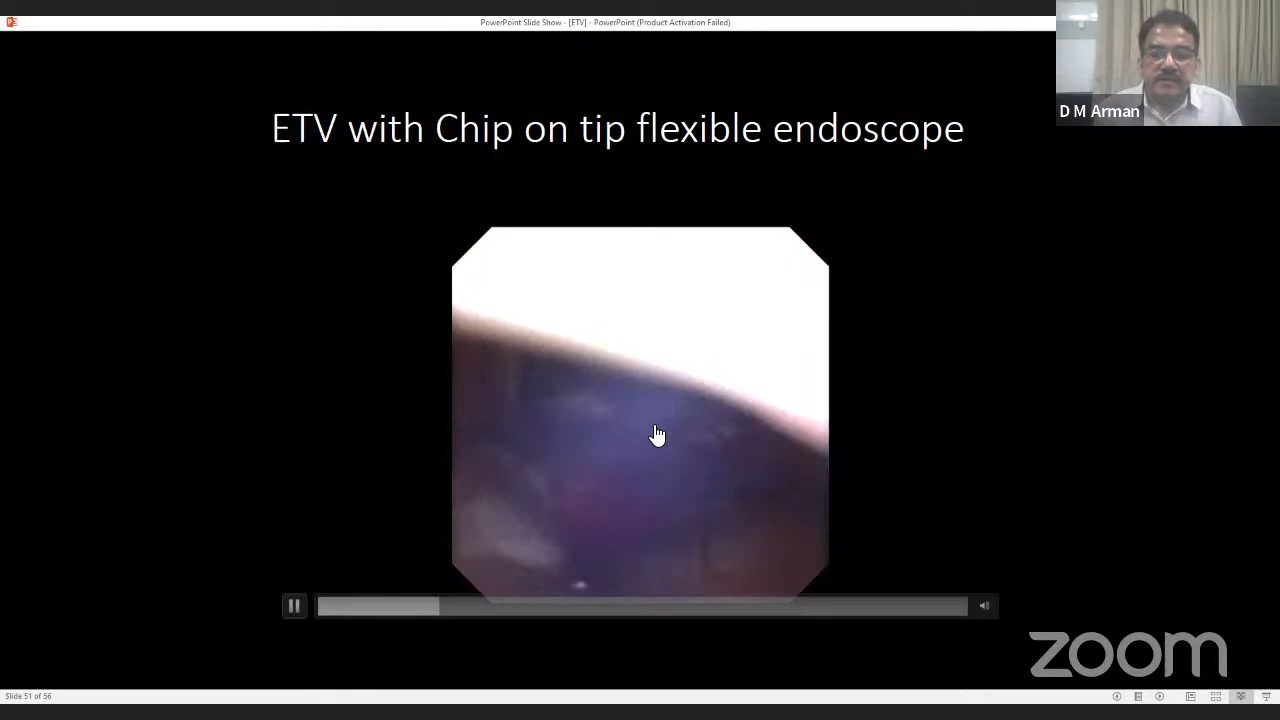 PowerPoint Slide Show - [ETV] - PowerPoint (Product Activation Failed)
D M Arman
ETV with Chip on tip flexible endoscope
zoom
Slide 51 of 56